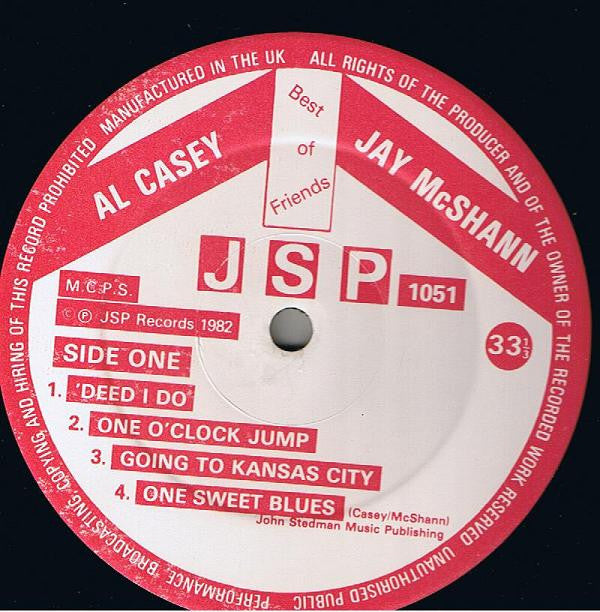 MANUFACTURED IN THE UK ALL RIGHTS OF THE PRODUCER AND OF THE OWNER OF THE RECORDED WORK RESERVED UNAUTHORISED PUBLIC PERFORMANCE, BROADCASTING, COPYING AND HIRING OF THIS RECORD PROHIBITED
AL CASEY
Best
of
Friends
JAY McSHANN
JSP
1051
M.C.P.S.
© ℗ JSP Records 1982
33 1/3
SIDE ONE
1. 'DEED I DO
2. ONE O'CLOCK JUMP
3. GOING TO KANSAS CITY
4. ONE SWEET BLUES (Casey/McShann)
John Stedman Music Publishing